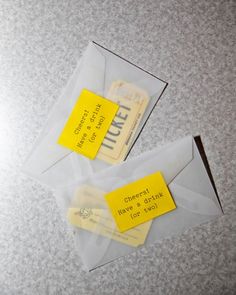 Cheers!
Have a drink
(or two)
TICKET
Cheers!
Have a drink
(or two)